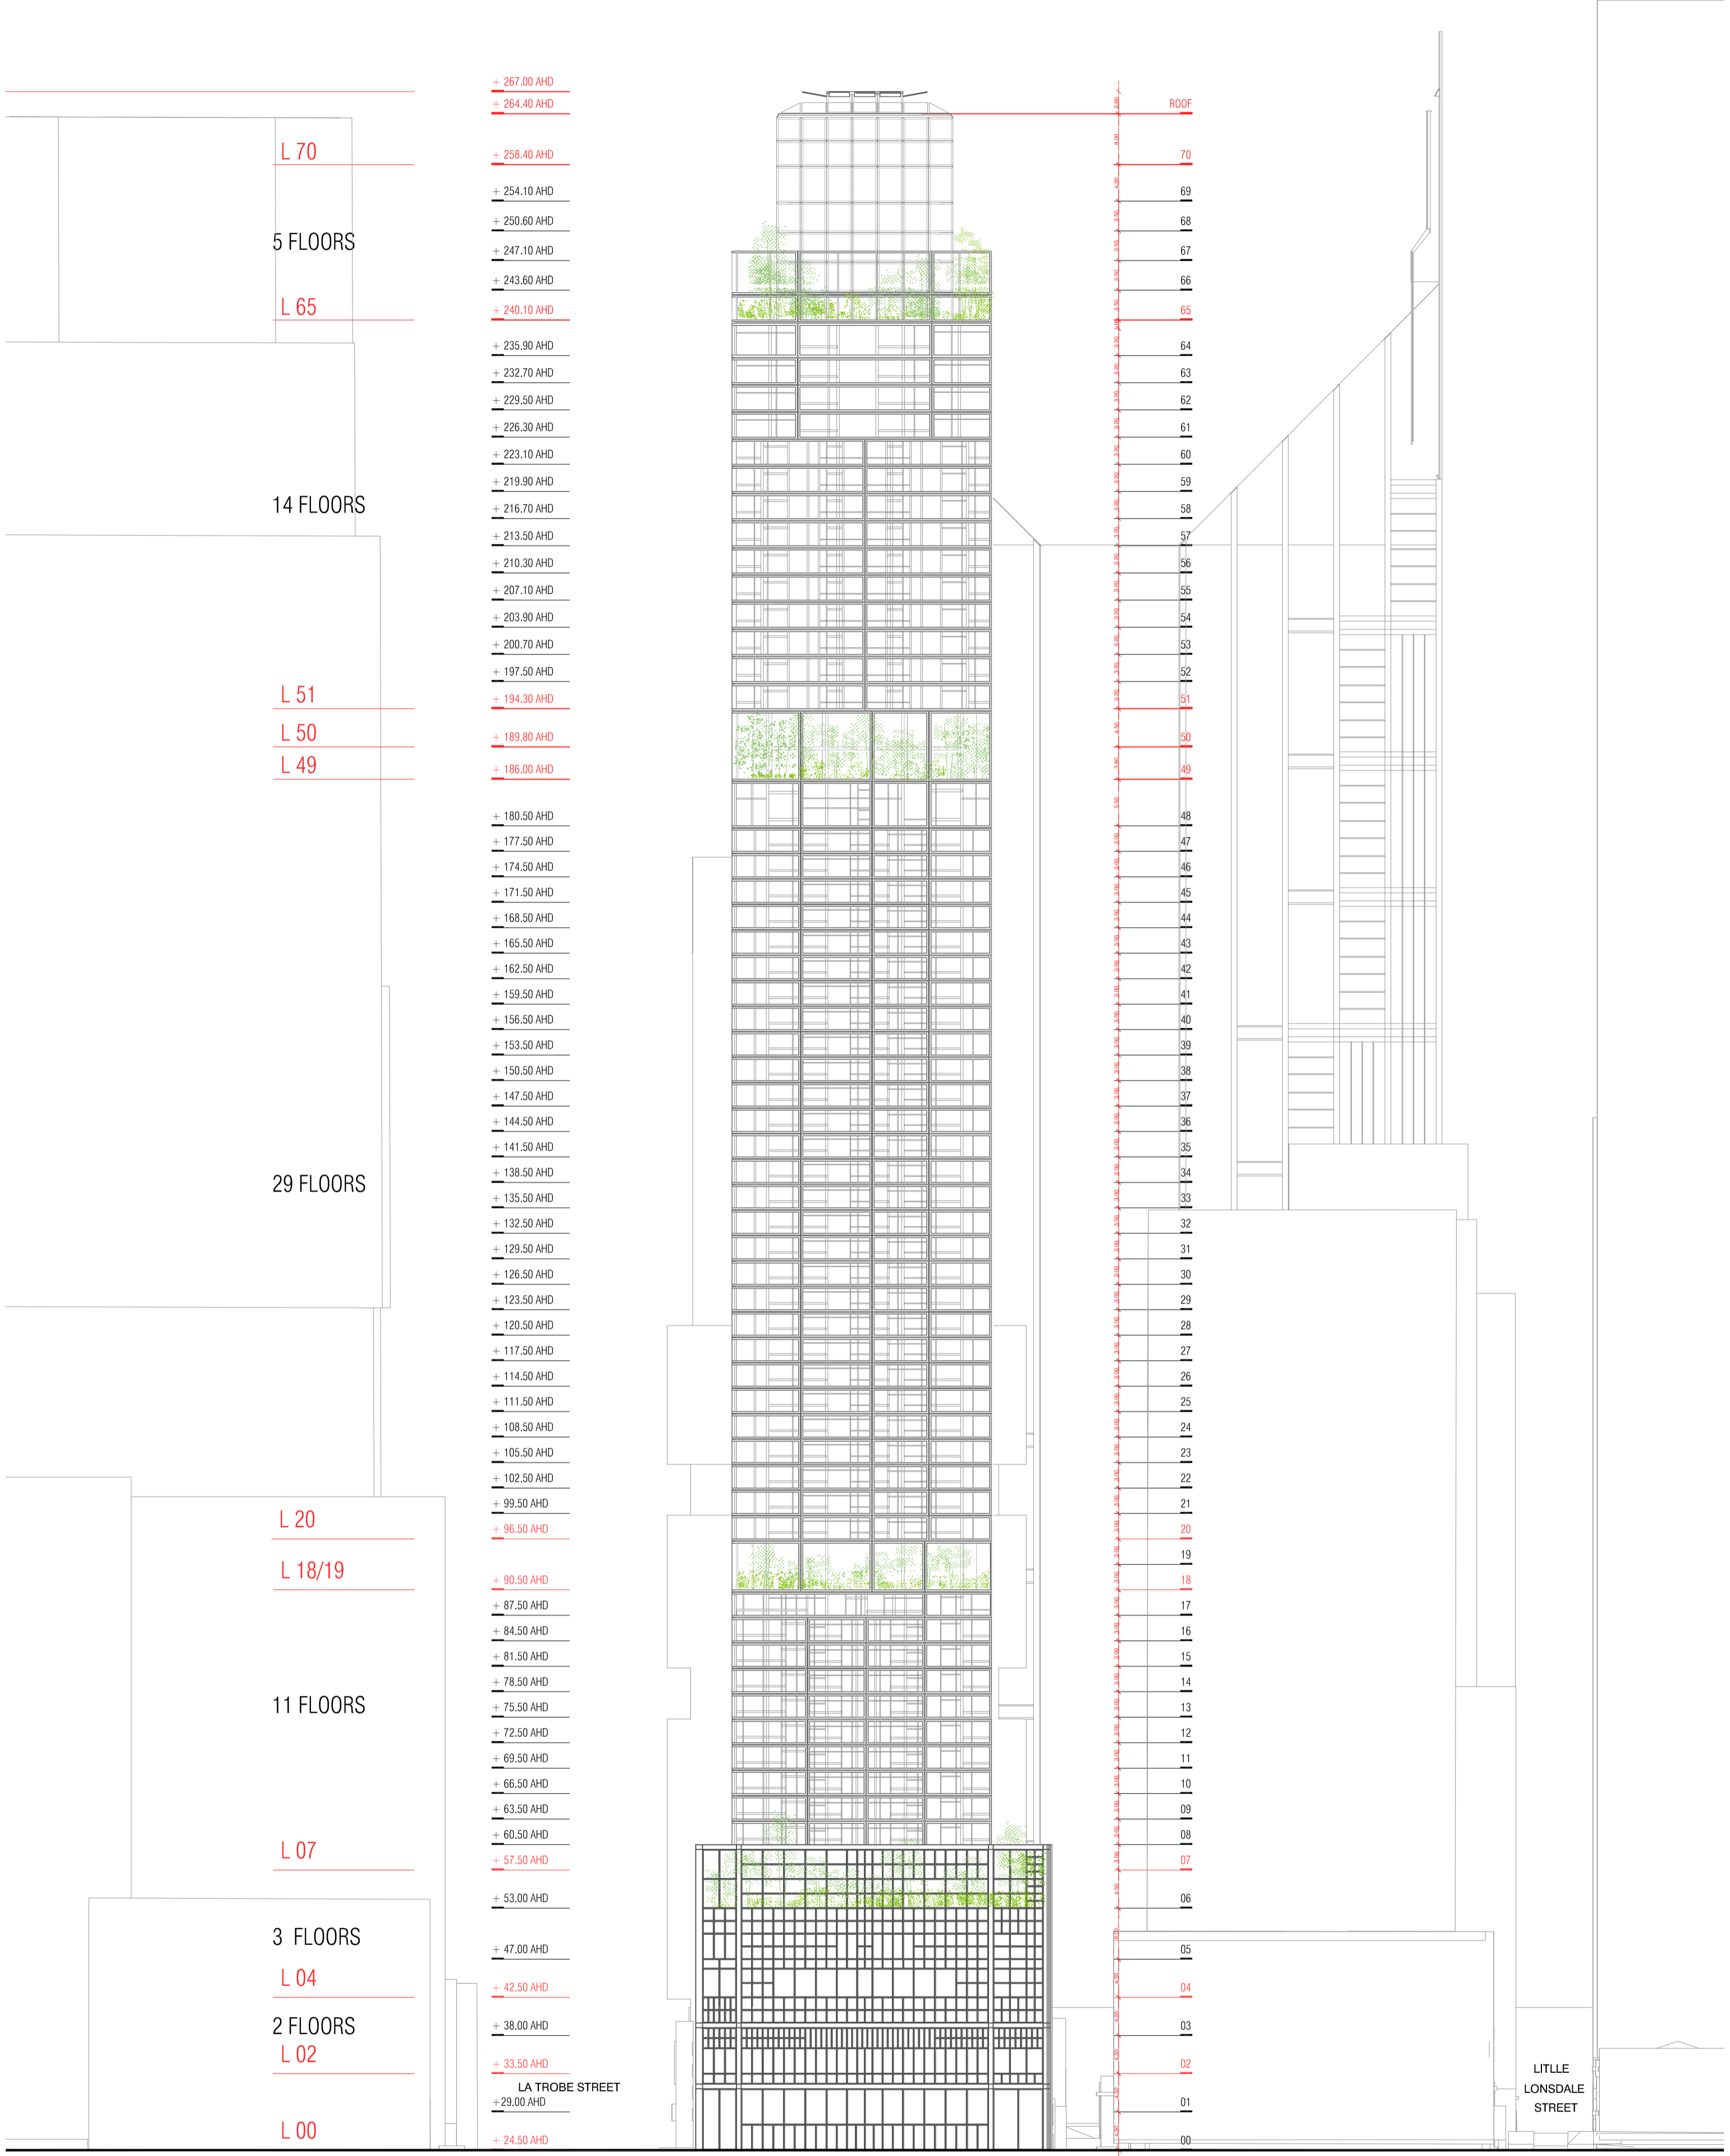 + 267.00 AHD
+ 264.40 AHD ROOF
L 70 + 258.40 AHD 70
+ 254.10 AHD 69
+ 250.60 AHD 68
5 FLOORS
+ 247.10 AHD 67
+ 243.60 AHD 66
L 65 + 240.10 AHD 65
+ 235.90 AHD 64
+ 232.70 AHD 63
+ 229.50 AHD 62
+ 226.30 AHD 61
+ 223.10 AHD 60
+ 219.90 AHD 59
14 FLOORS
+ 216.70 AHD 58
+ 213.50 AHD 57
+ 210.30 AHD 56
+ 207.10 AHD 55
+ 203.90 AHD 54
+ 200.70 AHD 53
+ 197.50 AHD 52
L 51 + 194.30 AHD 51
L 50 + 189.80 AHD 50
L 49 + 186.00 AHD 49
+ 180.50 AHD 48
+ 177.50 AHD 47
+ 174.50 AHD 46
+ 171.50 AHD 45
+ 168.50 AHD 44
+ 165.50 AHD 43
+ 162.50 AHD 42
+ 159.50 AHD 41
+ 156.50 AHD 40
+ 153.50 AHD 39
+ 150.50 AHD 38
+ 147.50 AHD 37
+ 144.50 AHD 36
+ 141.50 AHD 35
+ 138.50 AHD 34
29 FLOORS
+ 135.50 AHD 33
+ 132.50 AHD 32
+ 129.50 AHD 31
+ 126.50 AHD 30
+ 123.50 AHD 29
+ 120.50 AHD 28
+ 117.50 AHD 27
+ 114.50 AHD 26
+ 111.50 AHD 25
+ 108.50 AHD 24
+ 105.50 AHD 23
+ 102.50 AHD 22
+ 99.50 AHD 21
L 20 + 96.50 AHD 20
19
L 18/19 + 90.50 AHD 18
+ 87.50 AHD 17
+ 84.50 AHD 16
+ 81.50 AHD 15
+ 78.50 AHD 14
11 FLOORS + 75.50 AHD 13
+ 72.50 AHD 12
+ 69.50 AHD 11
+ 66.50 AHD 10
+ 63.50 AHD 09
+ 60.50 AHD 08
L 07 + 57.50 AHD 07
+ 53.00 AHD 06
3 FLOORS
+ 47.00 AHD 05
L 04 + 42.50 AHD 04
2 FLOORS + 38.00 AHD 03
L 02 + 33.50 AHD 02
LA TROBE STREET
+29.00 AHD 01
L 00 + 24.50 AHD 00
LITLLE
LONSDALE
STREET